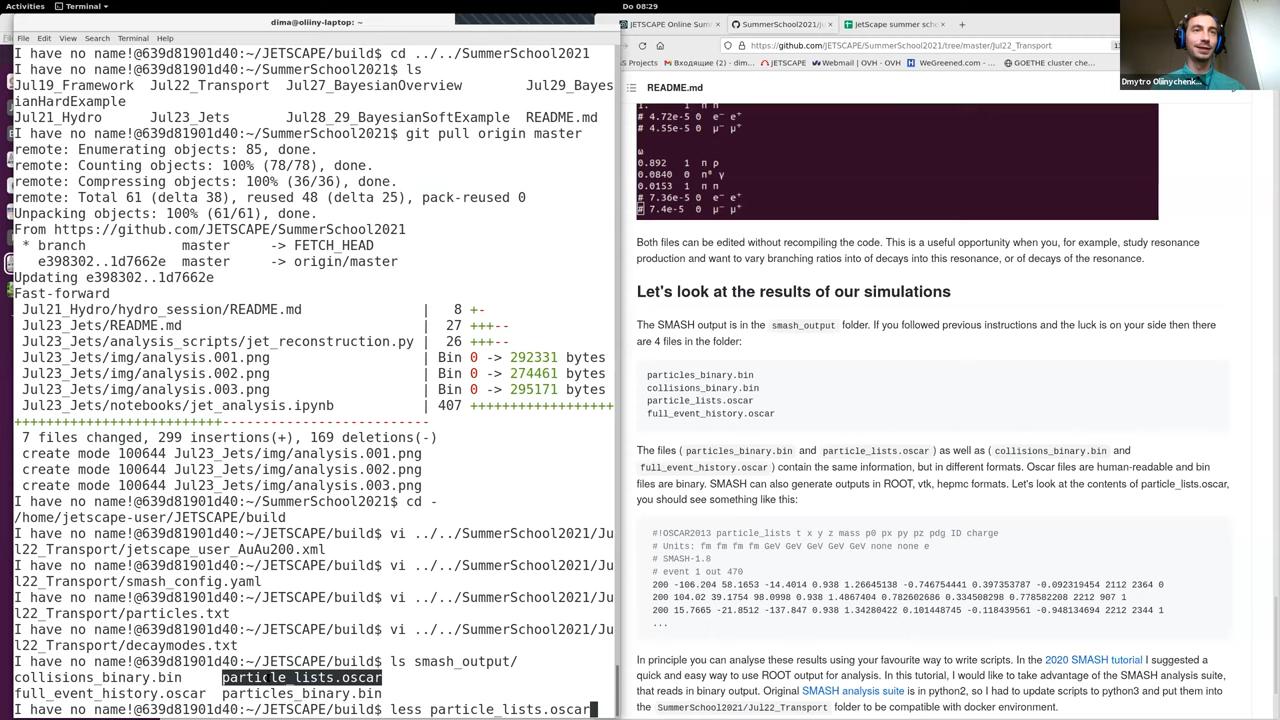 Activities
Terminal
Do 08:29
dima@oliiny-laptop: ~
File Edit View Search Terminal Help
I have no name!@639d81901d40:~/JETSCAPE/build$ cd ../../SummerSchool2021
I have no name!@639d81901d40:~/SummerSchool2021$ ls
Jul19_Framework Jul22_Transport Jul27_BayesianOverview Jul29_Bayes
ianHardExample
Jul21_Hydro Jul23_Jets Jul28_29_BayesianSoftExample README.md
I have no name!@639d81901d40:~/SummerSchool2021$ git pull origin master
remote: Enumerating objects: 85, done.
remote: Counting objects: 100% (78/78), done.
remote: Compressing objects: 100% (36/36), done.
remote: Total 61 (delta 38), reused 48 (delta 25), pack-reused 0
Unpacking objects: 100% (61/61), done.
From https://github.com/JETSCAPE/SummerSchool2021
* branch master -> FETCH_HEAD
e398302..1d7662e master -> origin/master
Updating e398302..1d7662e
Fast-forward
Jul21_Hydro/hydro_session/README.md | 8 +-
Jul23_Jets/README.md | 27 +++--
Jul23_Jets/analysis_scripts/jet_reconstruction.py | 26 ++--
Jul23_Jets/img/analysis.001.png | Bin 0 -> 292331 bytes
Jul23_Jets/img/analysis.002.png | Bin 0 -> 274461 bytes
Jul23_Jets/img/analysis.003.png | Bin 0 -> 295171 bytes
Jul23_Jets/notebooks/jet_analysis.ipynb | 407 ++++++++++++++++++
++++++++++++++++++++++++++--------------------------
7 files changed, 299 insertions(+), 169 deletions(-)
create mode 100644 Jul23_Jets/img/analysis.001.png
create mode 100644 Jul23_Jets/img/analysis.002.png
create mode 100644 Jul23_Jets/img/analysis.003.png
I have no name!@639d81901d40:~/SummerSchool2021$ cd -
/home/jetscape-user/JETSCAPE/build
I have no name!@639d81901d40:~/JETSCAPE/build$ vi ../../SummerSchool2021/Ju
l22_Transport/jetscape_user_AuAu200.xml
I have no name!@639d81901d40:~/JETSCAPE/build$ vi ../../SummerSchool2021/Ju
l22_Transport/smash_config.yaml
I have no name!@639d81901d40:~/JETSCAPE/build$ vi ../../SummerSchool2021/Ju
l22_Transport/particles.txt
I have no name!@639d81901d40:~/JETSCAPE/build$ vi ../../SummerSchool2021/Ju
l22_Transport/decaymodes.txt
I have no name!@639d81901d40:~/JETSCAPE/build$ ls smash_output/
collisions_binary.bin particle_lists.oscar
full_event_history.oscar particles_binary.bin
I have no name!@639d81901d40:~/JETSCAPE/build$ less particle_lists.oscar
JETSCAPE Online Sum
SummerSchool2021/
JetScape summer sch
https://github.com/JETSCAPE/SummerSchool2021/tree/master/Jul22_Transport
Projects
Входящии (-) - dim
JETSCAPE
Webmail | OVH - OVH
WeGreened.com
GOETHE cluster che
Dmytro Oliinychenk...
README.md
# 4.72e-5 0 e⁻ e⁺
# 4.55e-5 0 μ⁻ μ⁺
ω
0.892 1 π ρ
0.0840 0 π⁰ γ
0.0153 1 π π
# 7.36e-5 0 e⁻ e⁺
# 7.4e-5 0 μ⁻ μ⁺
Both files can be edited without recompiling the code. This is a useful opportunity when you, for example, study resonance
production and want to vary branching ratios into of decays into this resonance, or of decays of the resonance.
Let's look at the results of our simulations
The SMASH output is in the smash_output folder. If you followed previous instructions and the luck is on your side then there
are 4 files in the folder:
particles_binary.bin
collisions_binary.bin
particle_lists.oscar
full_event_history.oscar
The files ( particles_binary.bin and particle_lists.oscar ) as well as ( collisions_binary.bin and
full_event_history.oscar ) contain the same information, but in different formats. Oscar files are human-readable and bin
files are binary. SMASH can also generate outputs in ROOT, vtk, hepmc formats. Let's look at the contents of particle_lists.oscar,
you should see something like this:
#!OSCAR2013 particle_lists t x y z mass p0 px py pz pdg ID charge
# Units: fm fm fm fm GeV GeV GeV GeV GeV none none e
# SMASH-1.8
# event 1 out 470
200 -106.204 58.1653 -14.4014 0.938 1.26645138 -0.746754441 0.397353787 -0.092319454 2112 2364 0
200 104.02 39.1754 98.0998 0.938 1.4867404 0.782602686 0.334508298 0.778582208 2212 907 1
200 15.7665 -21.8512 -137.847 0.938 1.34280422 0.101448745 -0.118439561 -0.948134694 2212 2344 1
...
In principle you can analyse these results using your favourite way to write scripts. In the 2020 SMASH tutorial I suggested a
quick and easy way to use ROOT output for analysis. In this tutorial, I would like to take advantage of the SMASH analysis suite,
that reads in binary output. Original SMASH analysis suite is in python2, so I had to update scripts to python3 and put them into
the SummerSchool2021/Jul22_Transport folder to be compatible with docker environment.